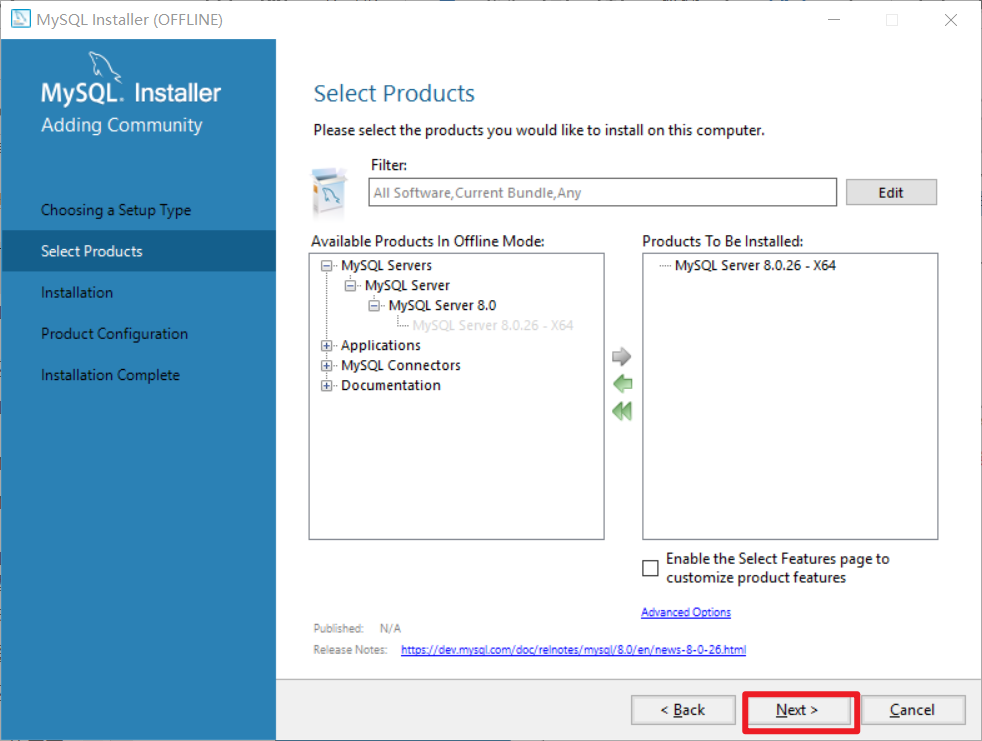 MySQL Installer (OFFLINE)
MySQL. Installer
Adding Community
Choosing a Setup Type
Select Products
Installation
Product Configuration
Installation Complete
Select Products
Please select the products you would like to install on this computer.
Filter:
All Software,Current Bundle,Any
Edit
Available Products In Offline Mode:
MySQL Servers
MySQL Server
MySQL Server 8.0
MySQL Server 8.0.26 - X64
Applications
MySQL Connectors
Documentation
Products To Be Installed:
MySQL Server 8.0.26 - X64
Enable the Select Features page to
customize product features
Advanced Options
Published: N/A
Release Notes: https://dev.mysql.com/doc/relnotes/mysql/8.0/en/news-8-0-26.html
< Back
Next >
Cancel